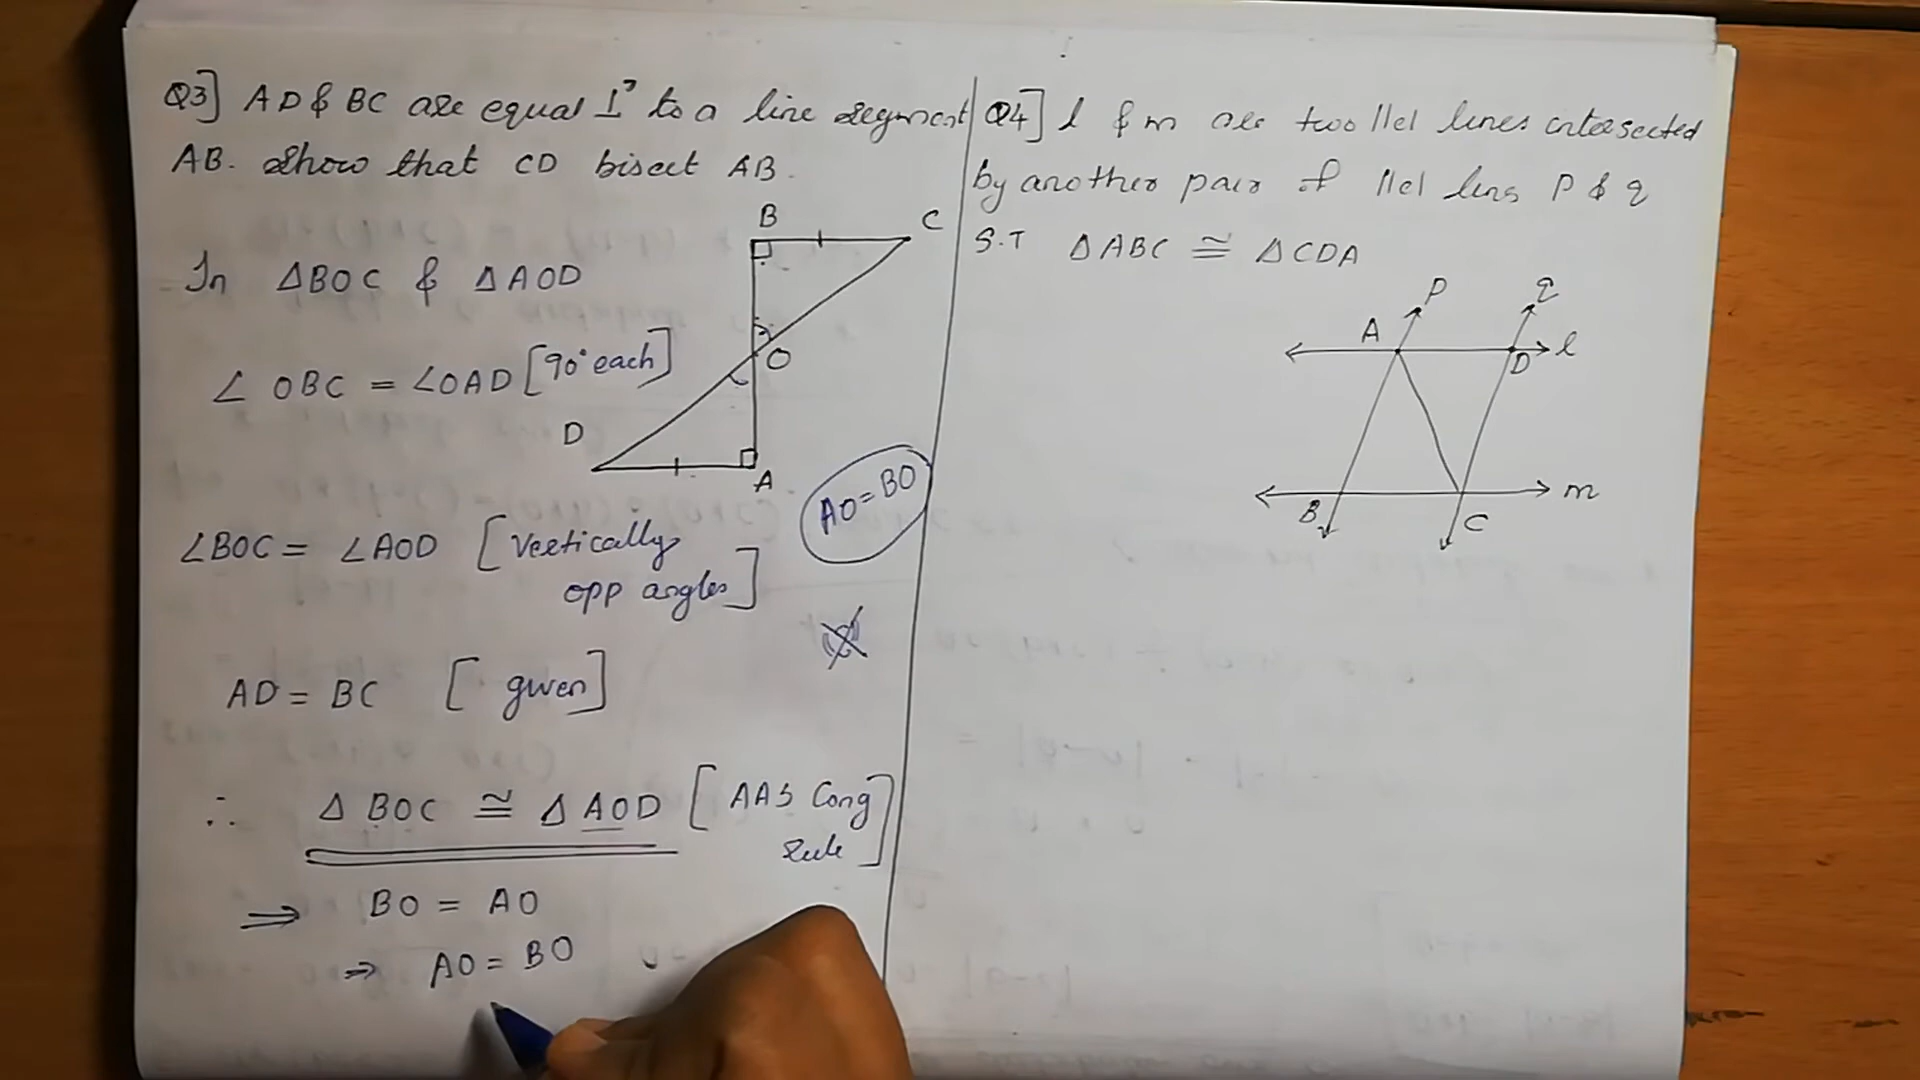 Q3] AD & BC are equal ⊥ʳ to a line segment
AB. Show that CD bisect AB.
B
C
In ΔBOC & ΔAOD
∠OBC = ∠OAD [90° each]
O
D
A
AO = BO
∠BOC = ∠AOD [Vertically
opp angles]
AD = BC [given]
∴ ΔBOC ≅ ΔAOD [AAS Cong
rule]
⇒ BO = AO
⇒ AO = BO
Q4] l & m are two llel lines intersected
by another pair of llel lins P & q
S.T ΔABC ≅ ΔCDA
P
q
A
l
D
m
B
C